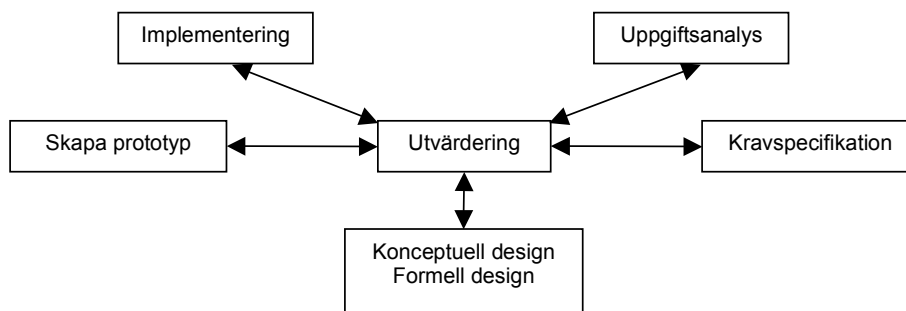 Implementering
Uppgiftsanalys
Skapa prototyp
Utvärdering
Kravspecifikation
Konceptuell design
Formell design